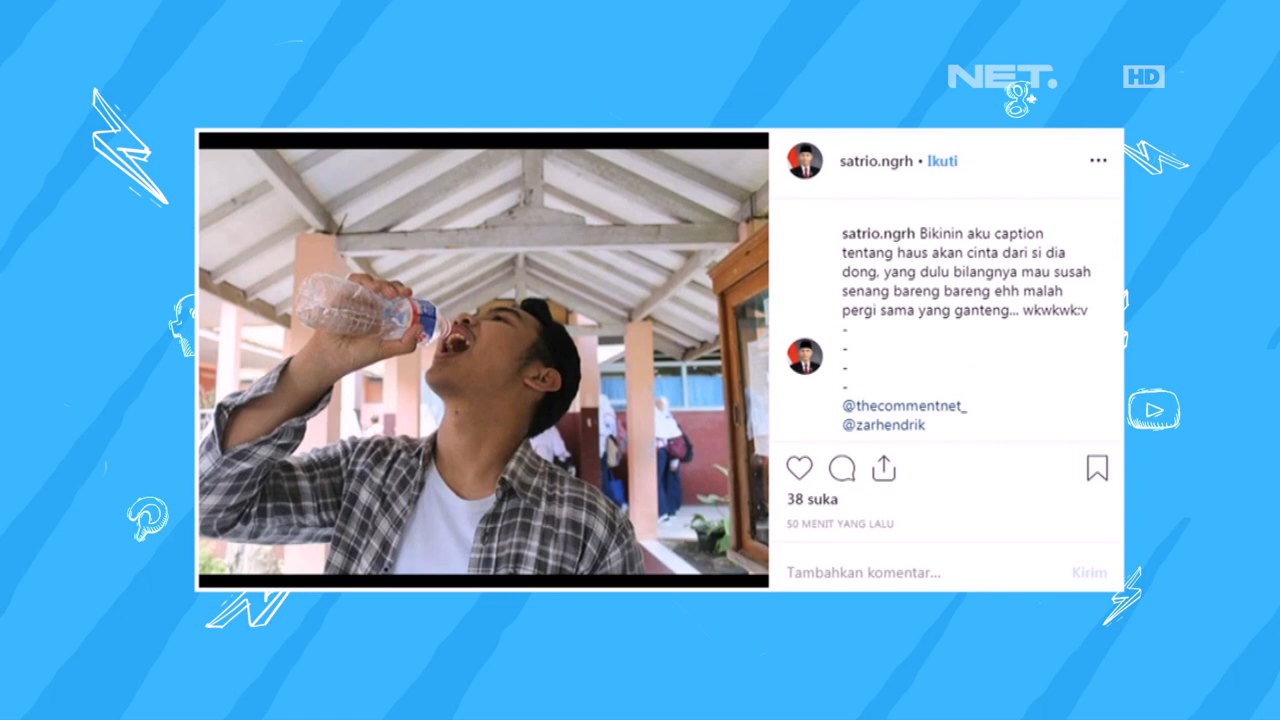 NET.
HD
satrio.ngrh • Ikuti
satrio.ngrh Bikinin aku caption
tentang haus akan cinta dari si dia
dong, yang dulu bilangnya mau susah
senang bareng bareng ehh malah
pergi sama yang ganteng... wkwkwk:v
-
-
-
-
@thecommentnet_
@zarhendrik
38 suka
50 MENIT YANG LALU
Tambahkan komentar...
Kirim